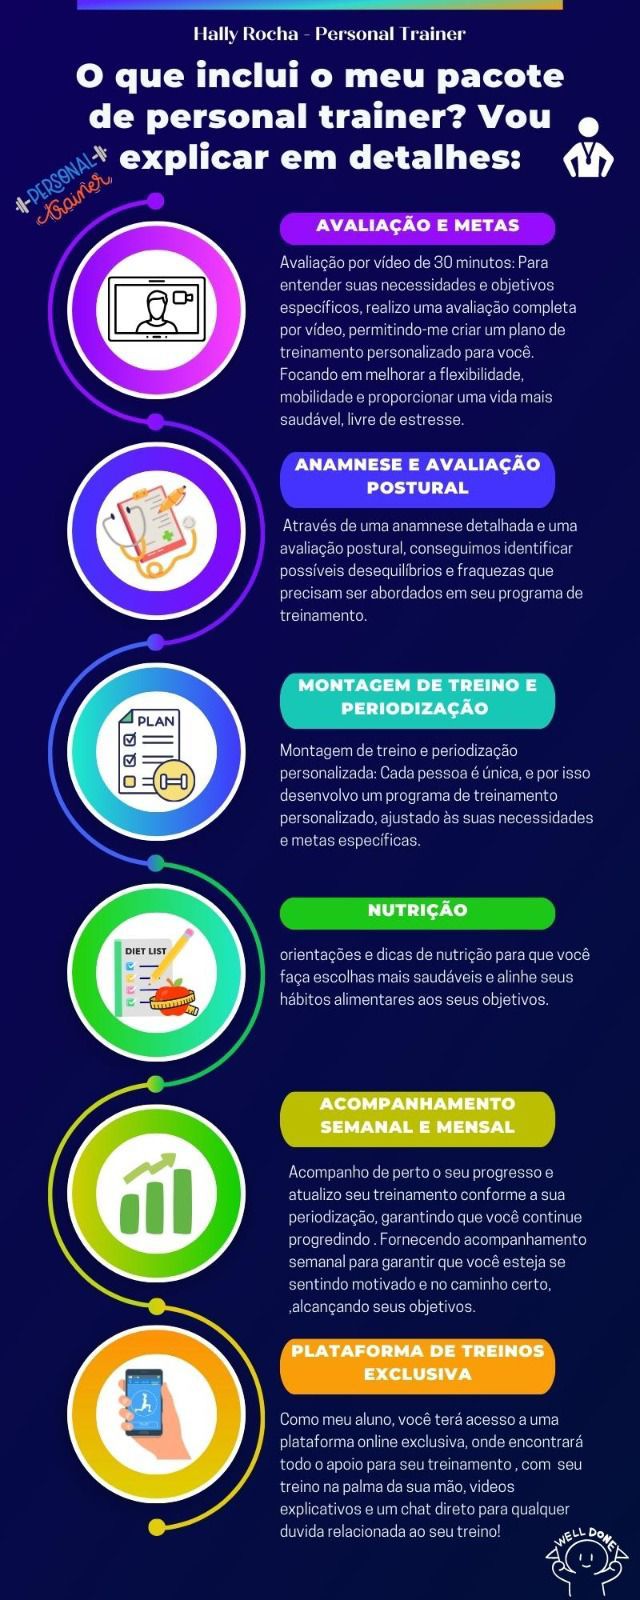 Hally Rocha - Personal Trainer
O que inclui o meu pacote
de personal trainer? Vou
explicar em detalhes:
PERSONAL
trainer
AVALIAÇÃO E METAS
Avaliação por vídeo de 30 minutos: Para
entender suas necessidades e objetivos
específicos, realizo uma avaliação completa
por vídeo, permitindo-me criar um plano de
treinamento personalizado para você.
Focando em melhorar a flexibilidade,
mobilidade e proporcionar uma vida mais
saudável, livre de estresse.
ANAMNESE E AVALIAÇÃO
POSTURAL
Através de uma anamnese detalhada e uma
avaliação postural, conseguimos identificar
possíveis desequilíbrios e fraquezas que
precisam ser abordados em seu programa de
treinamento.
PLAN
MONTAGEM DE TREINO E
PERIODIZAÇÃO
Montagem de treino e periodização
personalizada: Cada pessoa é única, e por isso
desenvolvo um programa de treinamento
personalizado, ajustado às suas necessidades
e metas específicas.
DIET LIST
NUTRIÇÃO
orientações e dicas de nutrição para que você
faça escolhas mais saudáveis e alinhe seus
hábitos alimentares aos seus objetivos.
ACOMPANHAMENTO
SEMANAL E MENSAL
Acompanho de perto o seu progresso e
atualizo seu treinamento conforme a sua
periodização, garantindo que você continue
progredindo . Fornecendo acompanhamento
semanal para garantir que você esteja se
sentindo motivado e no caminho certo,
,alcançando seus objetivos.
PLATAFORMA DE TREINOS
EXCLUSIVA
Como meu aluno, você terá acesso a uma
plataforma online exclusiva, onde encontrará
todo o apoio para seu treinamento , com seu
treino na palma da sua mão, videos
explicativos e um chat direto para qualquer
duvida relacionada ao seu treino!
WELL DONE